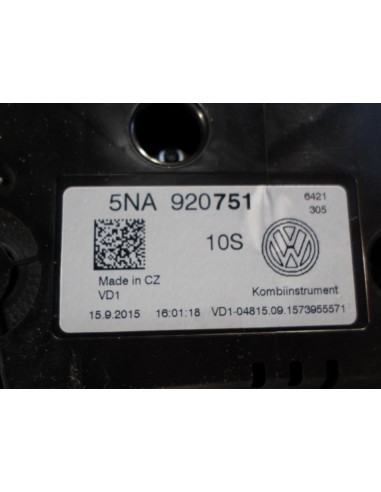 5NA 920751
6421
305
10S
Made in CZ
VD1
Kombiinstrument
15.9.2015 16:01:18 VD1-04815.09.1573955571